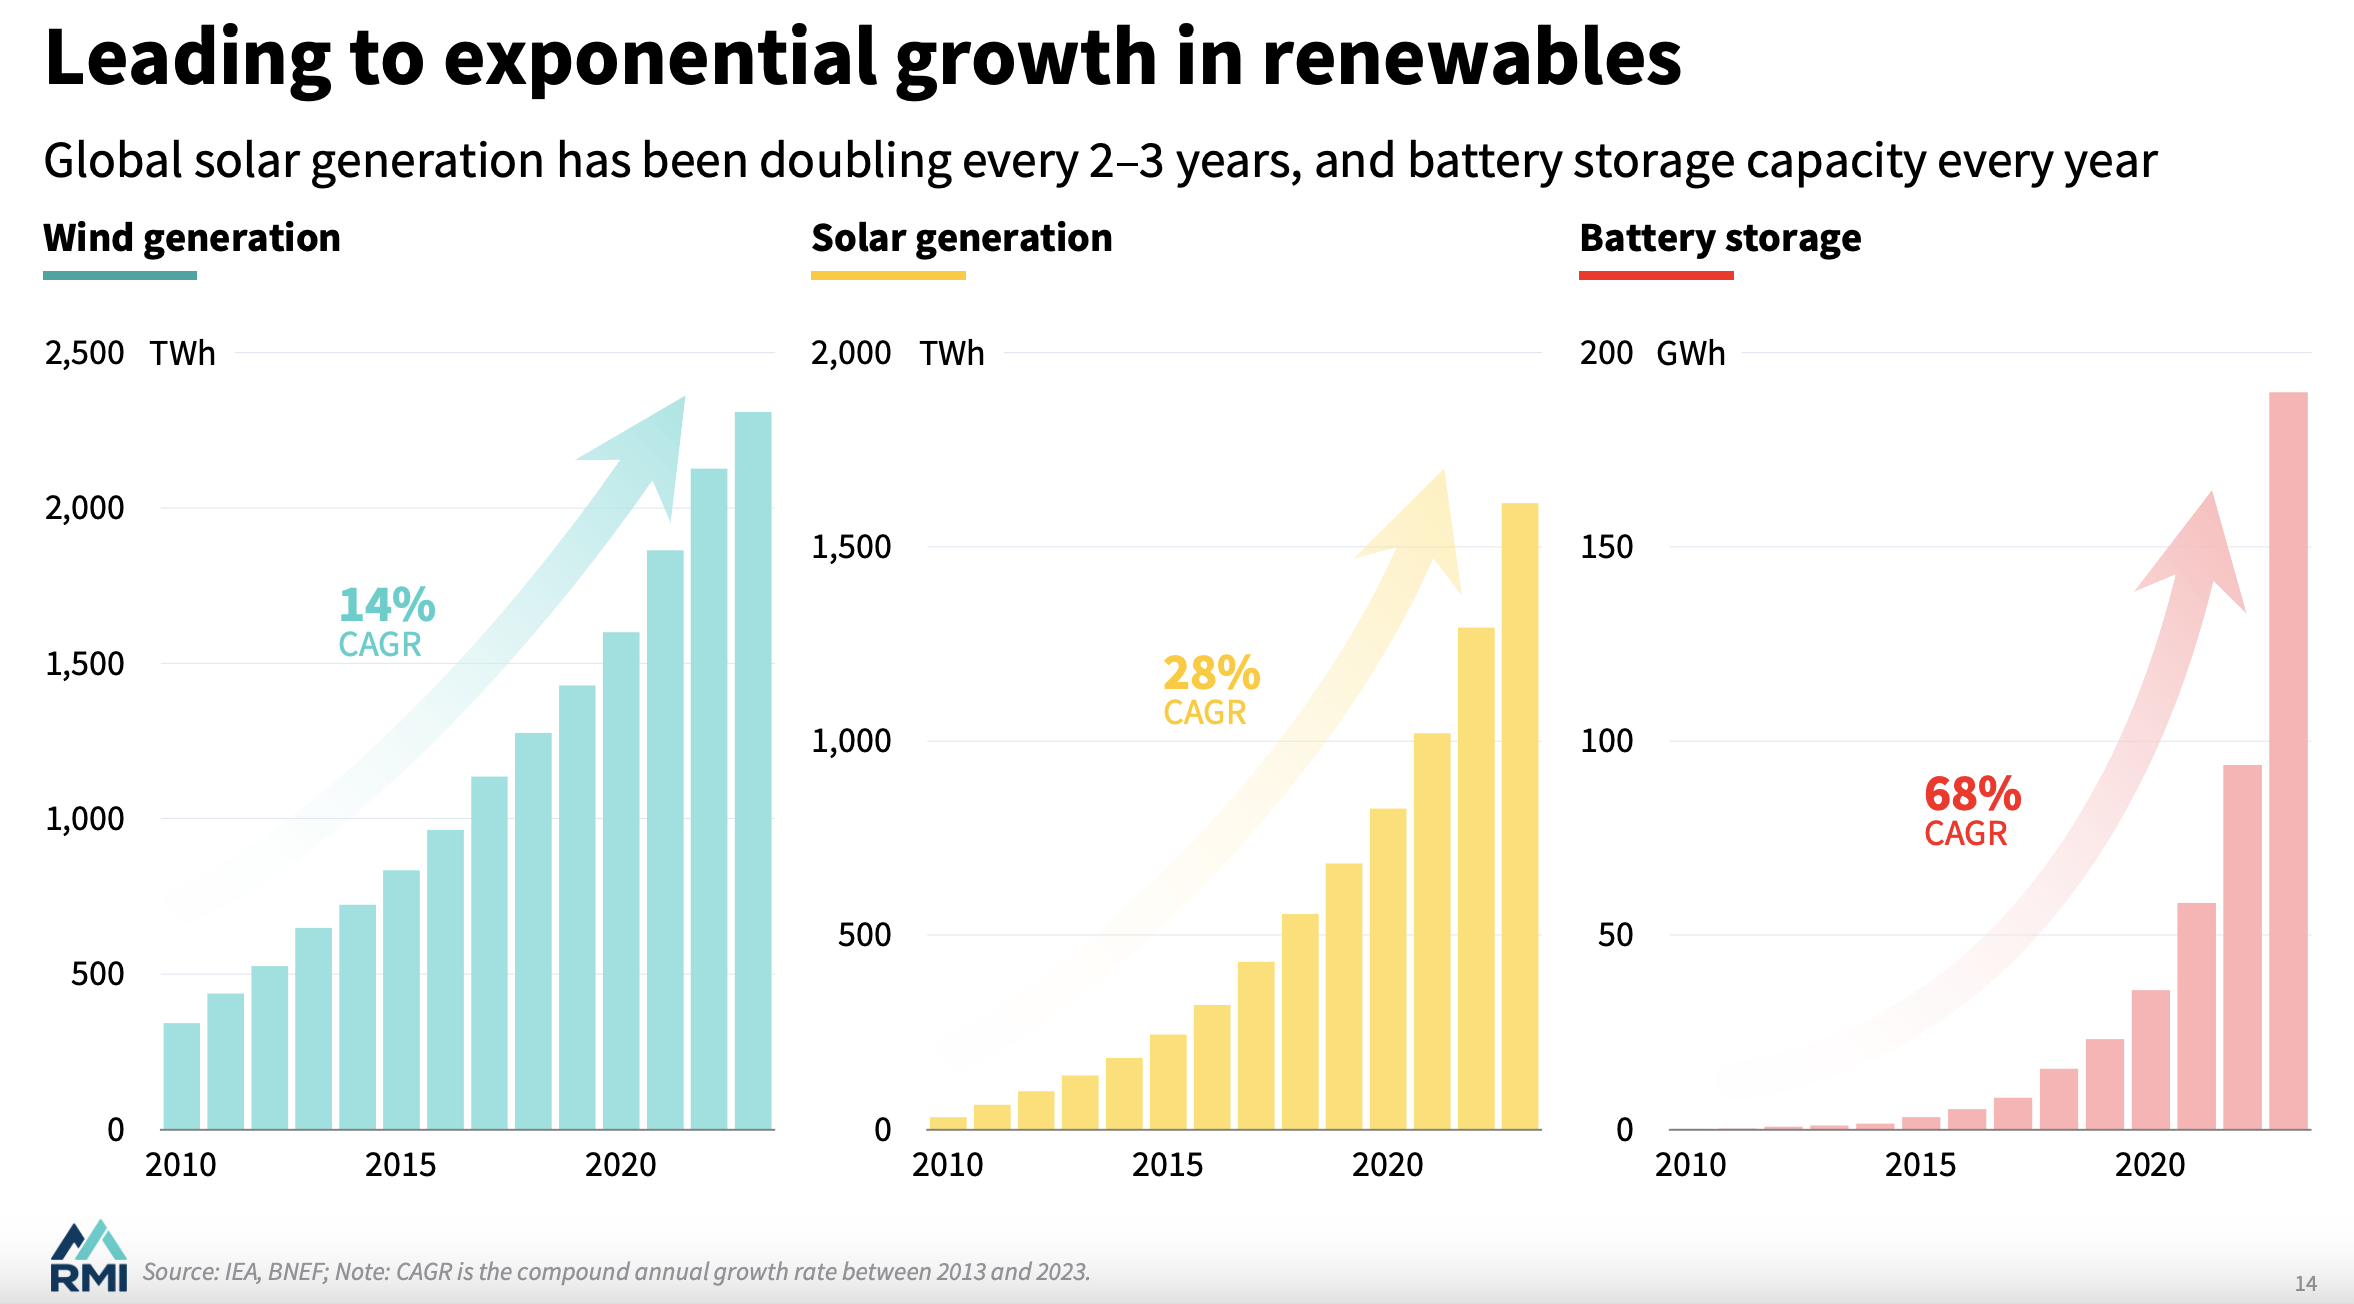 Leading to exponential growth in renewables
Global solar generation has been doubling every 2–3 years, and battery storage capacity every year
Wind generation
2,500 TWh
2,000
1,500
1,000
500
0
14%
CAGR
2010 2015 2020
Solar generation
2,000 TWh
1,500
1,000
500
0
28%
CAGR
2010 2015 2020
Battery storage
200 GWh
150
100
50
0
68%
CAGR
2010 2015 2020
RMI
Source: IEA, BNEF; Note: CAGR is the compound annual growth rate between 2013 and 2023.
14